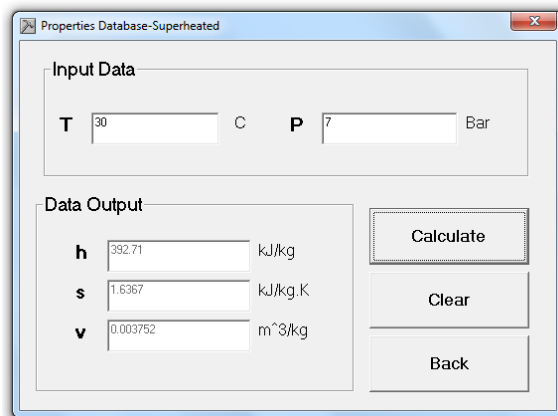 Properties Database-Superheated
Input Data
T 30 C P 7 Bar
Data Output
h 392.71 kJ/kg
s 1.6367 kJ/kg.K
v 0.003752 m^3/kg
Calculate
Clear
Back